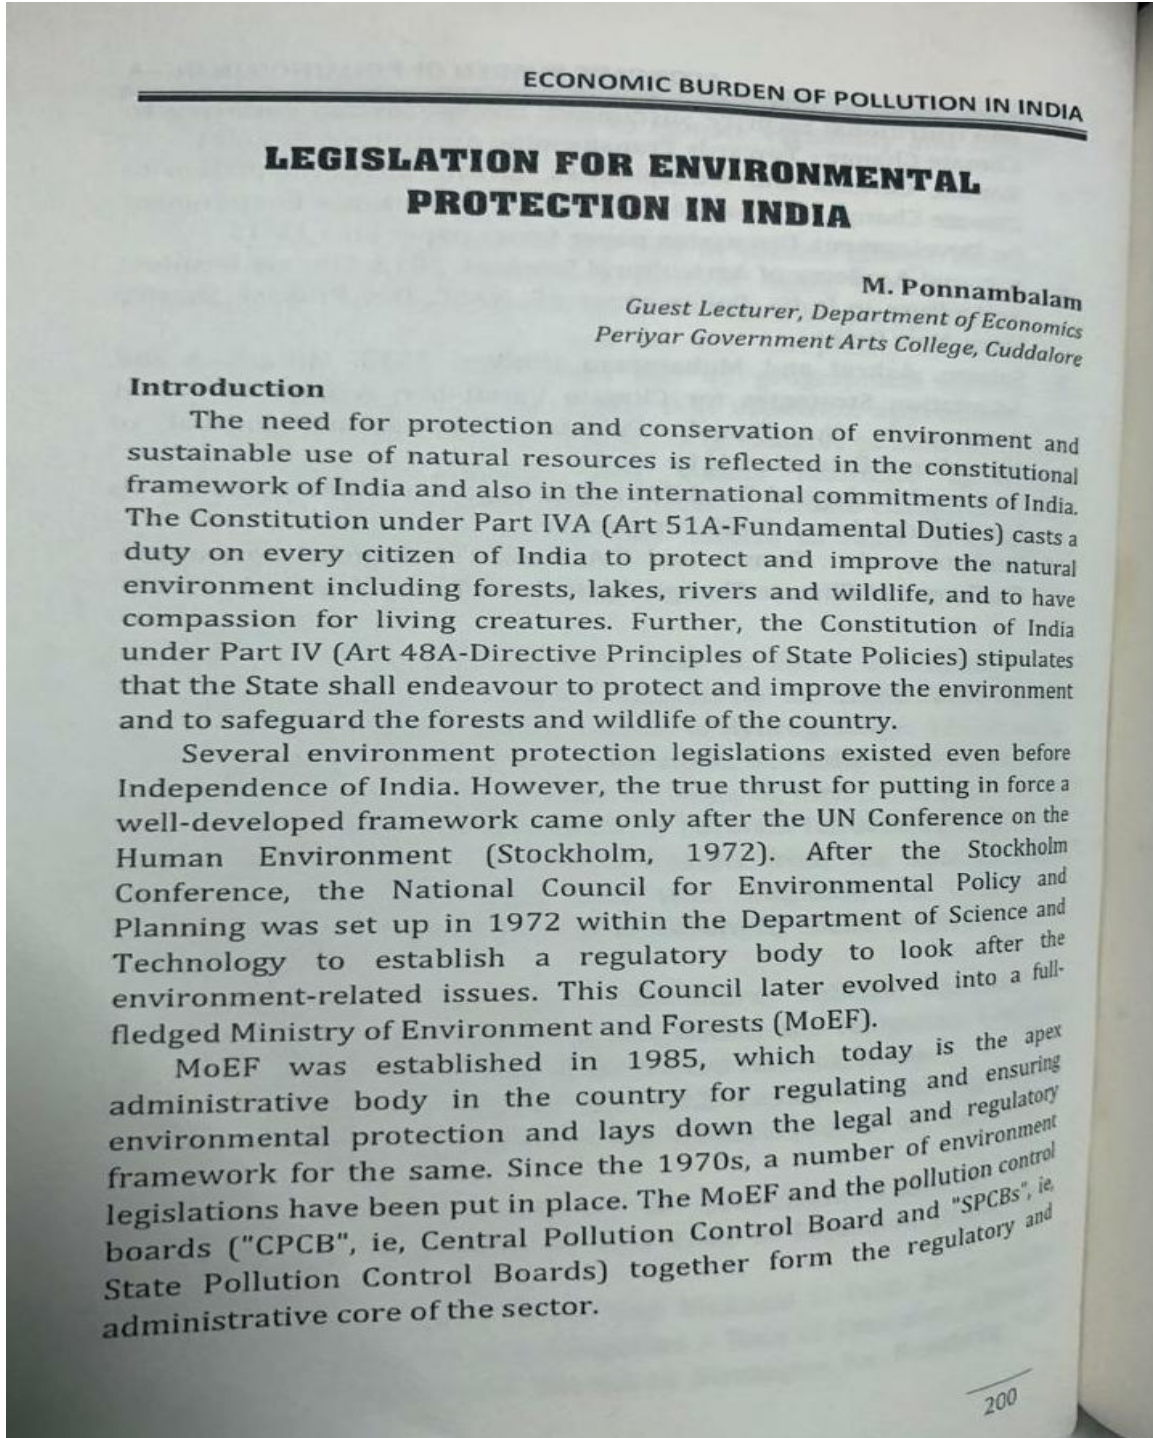 ECONOMIC BURDEN OF POLLUTION IN INDIA
LEGISLATION FOR ENVIRONMENTAL
PROTECTION IN INDIA
M. Ponnambalam
Guest Lecturer, Department of Economics
Periyar Government Arts College, Cuddalore
Introduction
The need for protection and conservation of environment and
sustainable use of natural resources is reflected in the constitutional
framework of India and also in the international commitments of India.
The Constitution under Part IVA (Art 51A-Fundamental Duties) casts a
duty on every citizen of India to protect and improve the natural
environment including forests, lakes, rivers and wildlife, and to have
compassion for living creatures. Further, the Constitution of India
under Part IV (Art 48A-Directive Principles of State Policies) stipulates
that the State shall endeavour to protect and improve the environment
and to safeguard the forests and wildlife of the country.
Several environment protection legislations existed even before
Independence of India. However, the true thrust for putting in force a
well-developed framework came only after the UN Conference on the
Human Environment (Stockholm, 1972). After the Stockholm
Conference, the National Council for Environmental Policy and
Planning was set up in 1972 within the Department of Science and
Technology to establish a regulatory body to look after the
environment-related issues. This Council later evolved into a full-
fledged Ministry of Environment and Forests (MoEF).
MoEF was established in 1985, which today is the apex
administrative body in the country for regulating and ensuring
environmental protection and lays down the legal and regulatory
framework for the same. Since the 1970s, a number of environment
legislations have been put in place. The MoEF and the pollution control
boards ("CPCB", ie, Central Pollution Control Board and "SPCBs", ie,
State Pollution Control Boards) together form the regulatory and
administrative core of the sector.
200